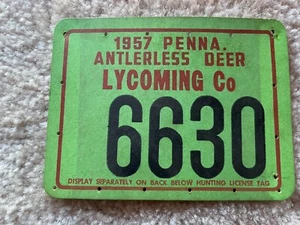 1957 PENNA.
ANTLERLESS DEER
LYCOMING Co
6630
DISPLAY SEPARATELY ON BACK BELOW HUNTING LICENSE TAG